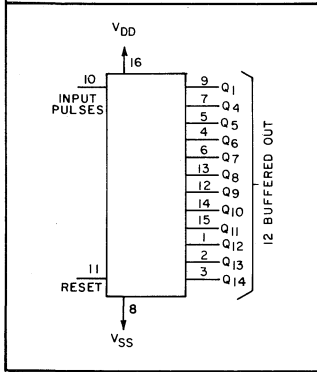 VDD
16
10
INPUT
PULSES
9 Q1
7 Q4
5 Q5
4 Q6
6 Q7
13 Q8
12 Q9
14 Q10
15 Q11
1 Q12
2 Q13
3 Q14
12 BUFFERED OUT
11
RESET
8
VSS